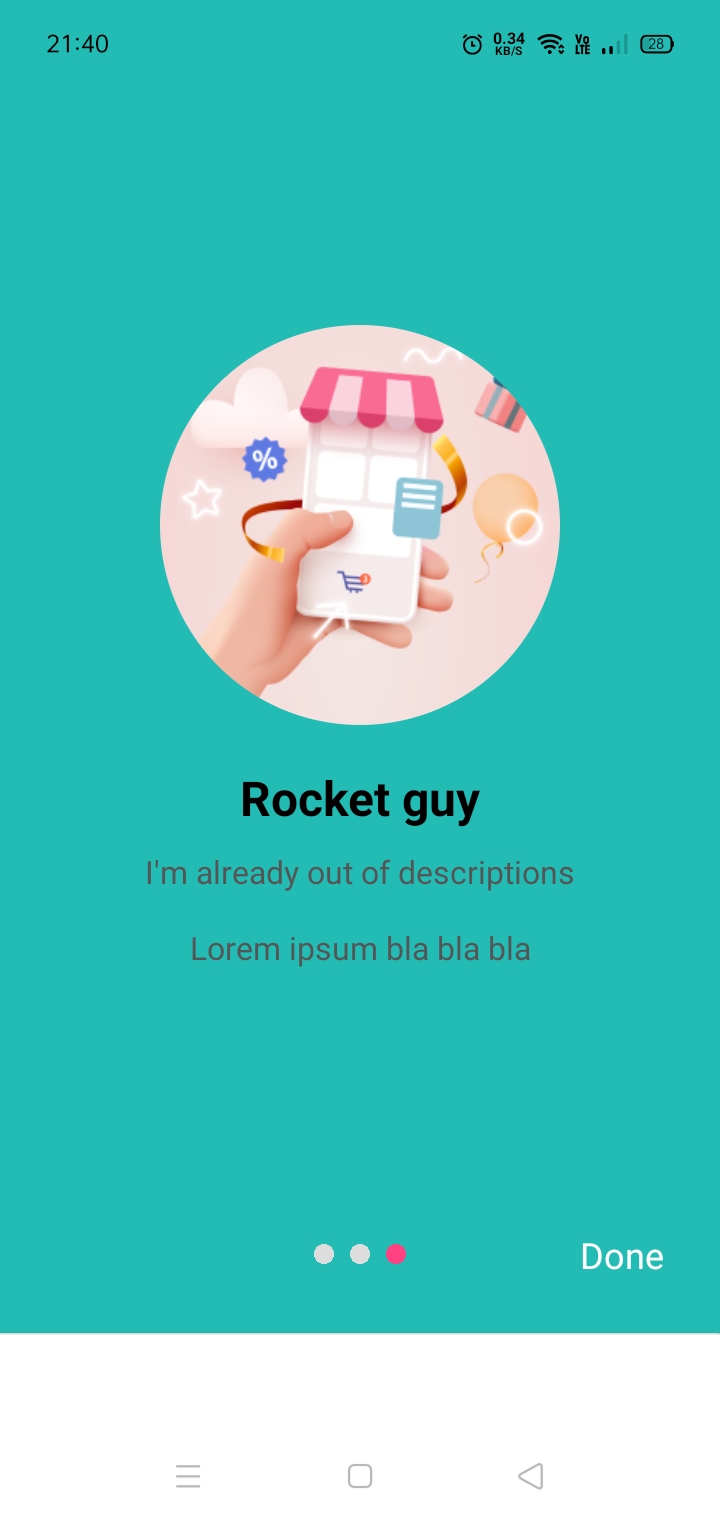 21:40
0.34 KB/S Vo LTE 28
%
3
Rocket guy
I'm already out of descriptions
Lorem ipsum bla bla bla
Done